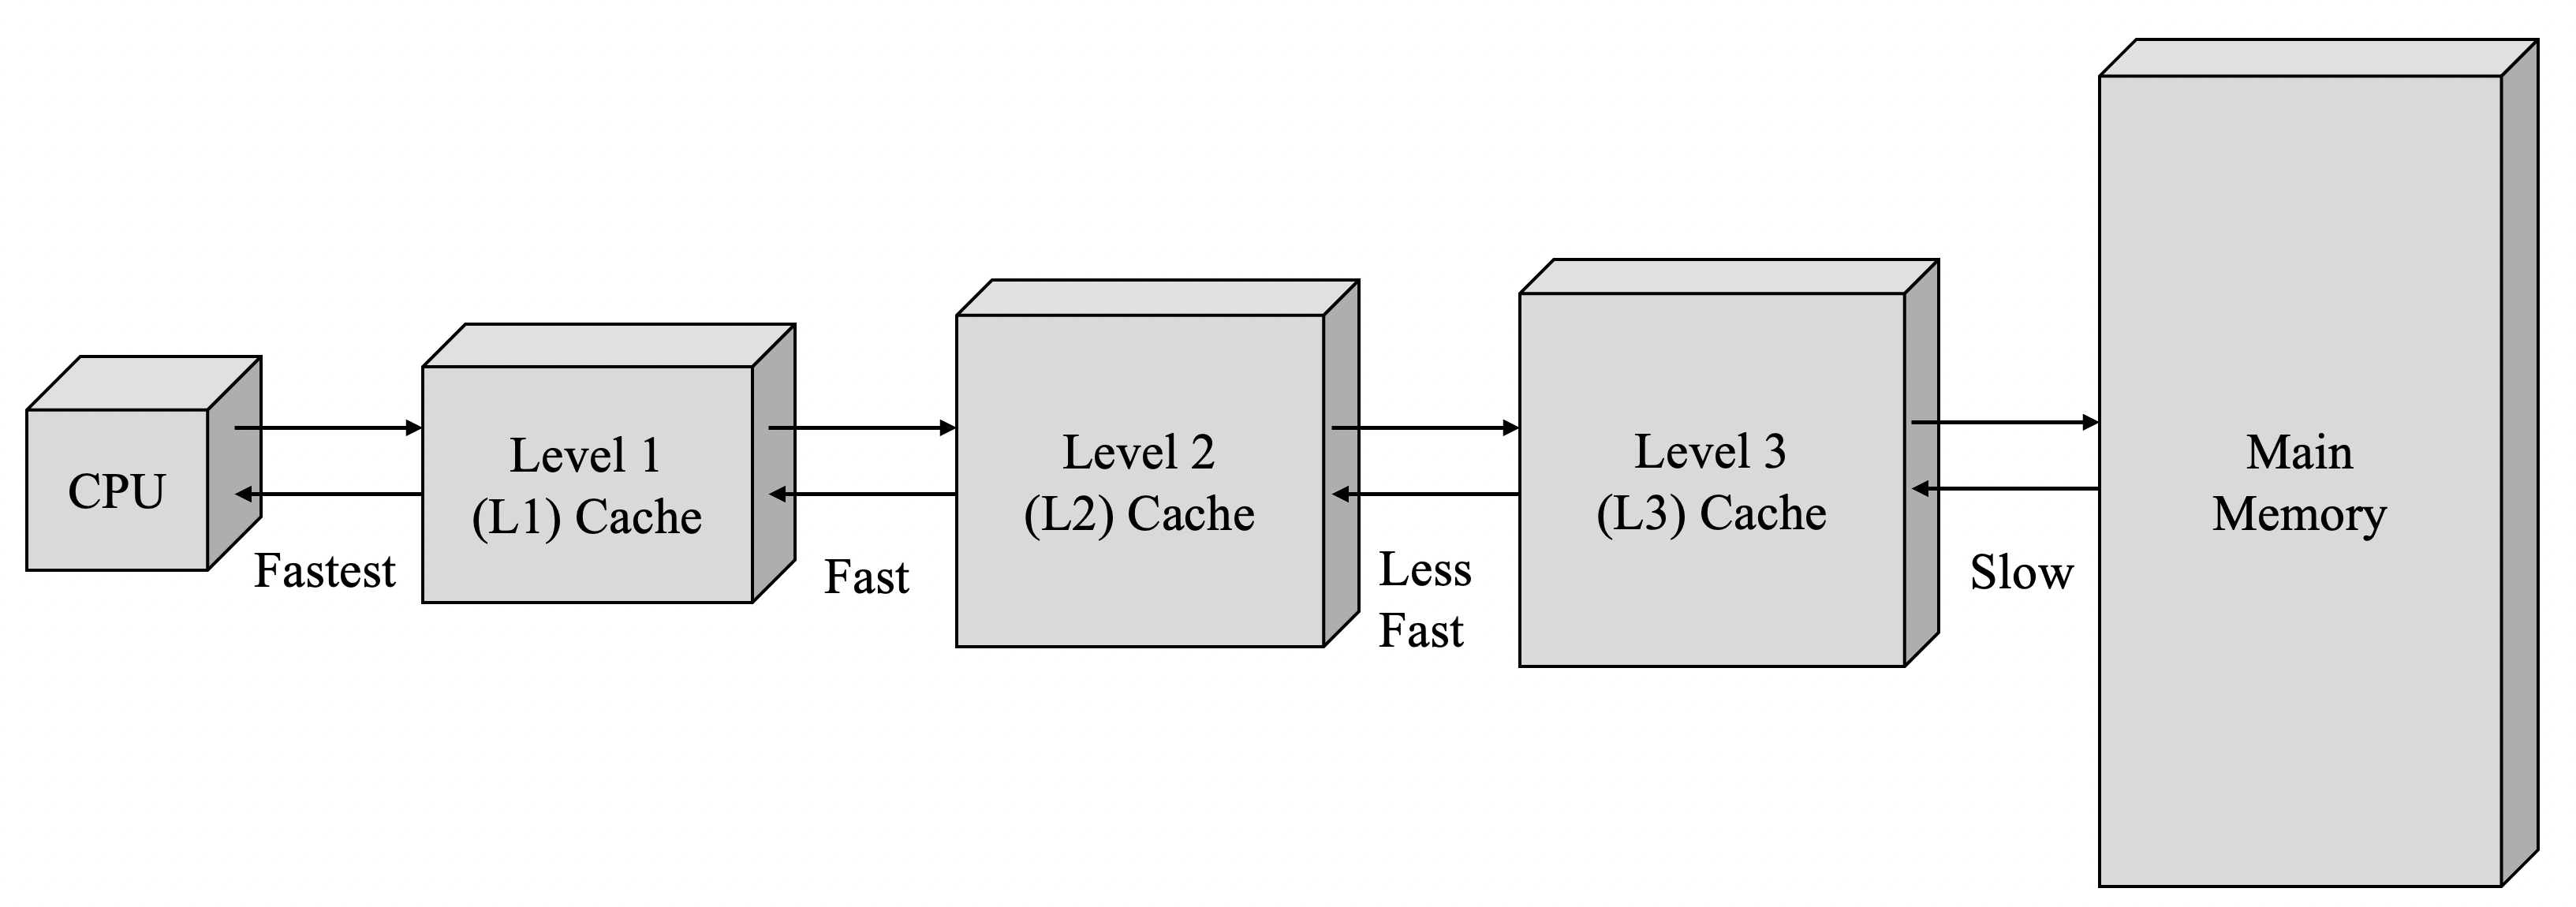 CPU
Fastest
Level 1
(L1) Cache
Fast
Level 2
(L2) Cache
Less
Fast
Level 3
(L3) Cache
Slow
Main
Memory